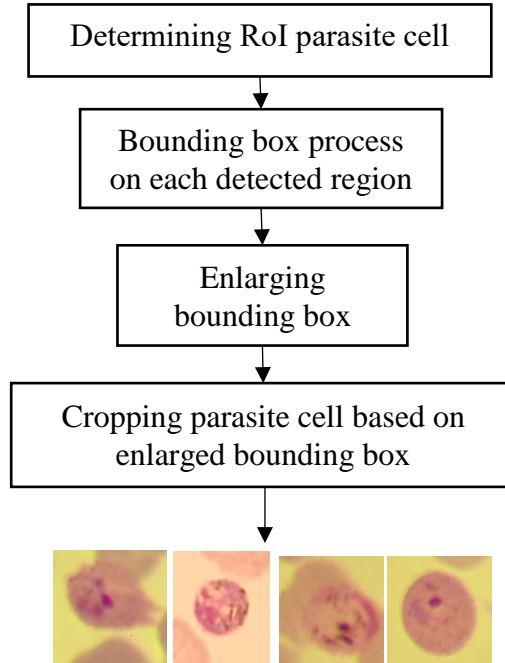 Determining RoI parasite cell
Bounding box process
on each detected region
Enlarging
bounding box
Cropping parasite cell based on
enlarged bounding box